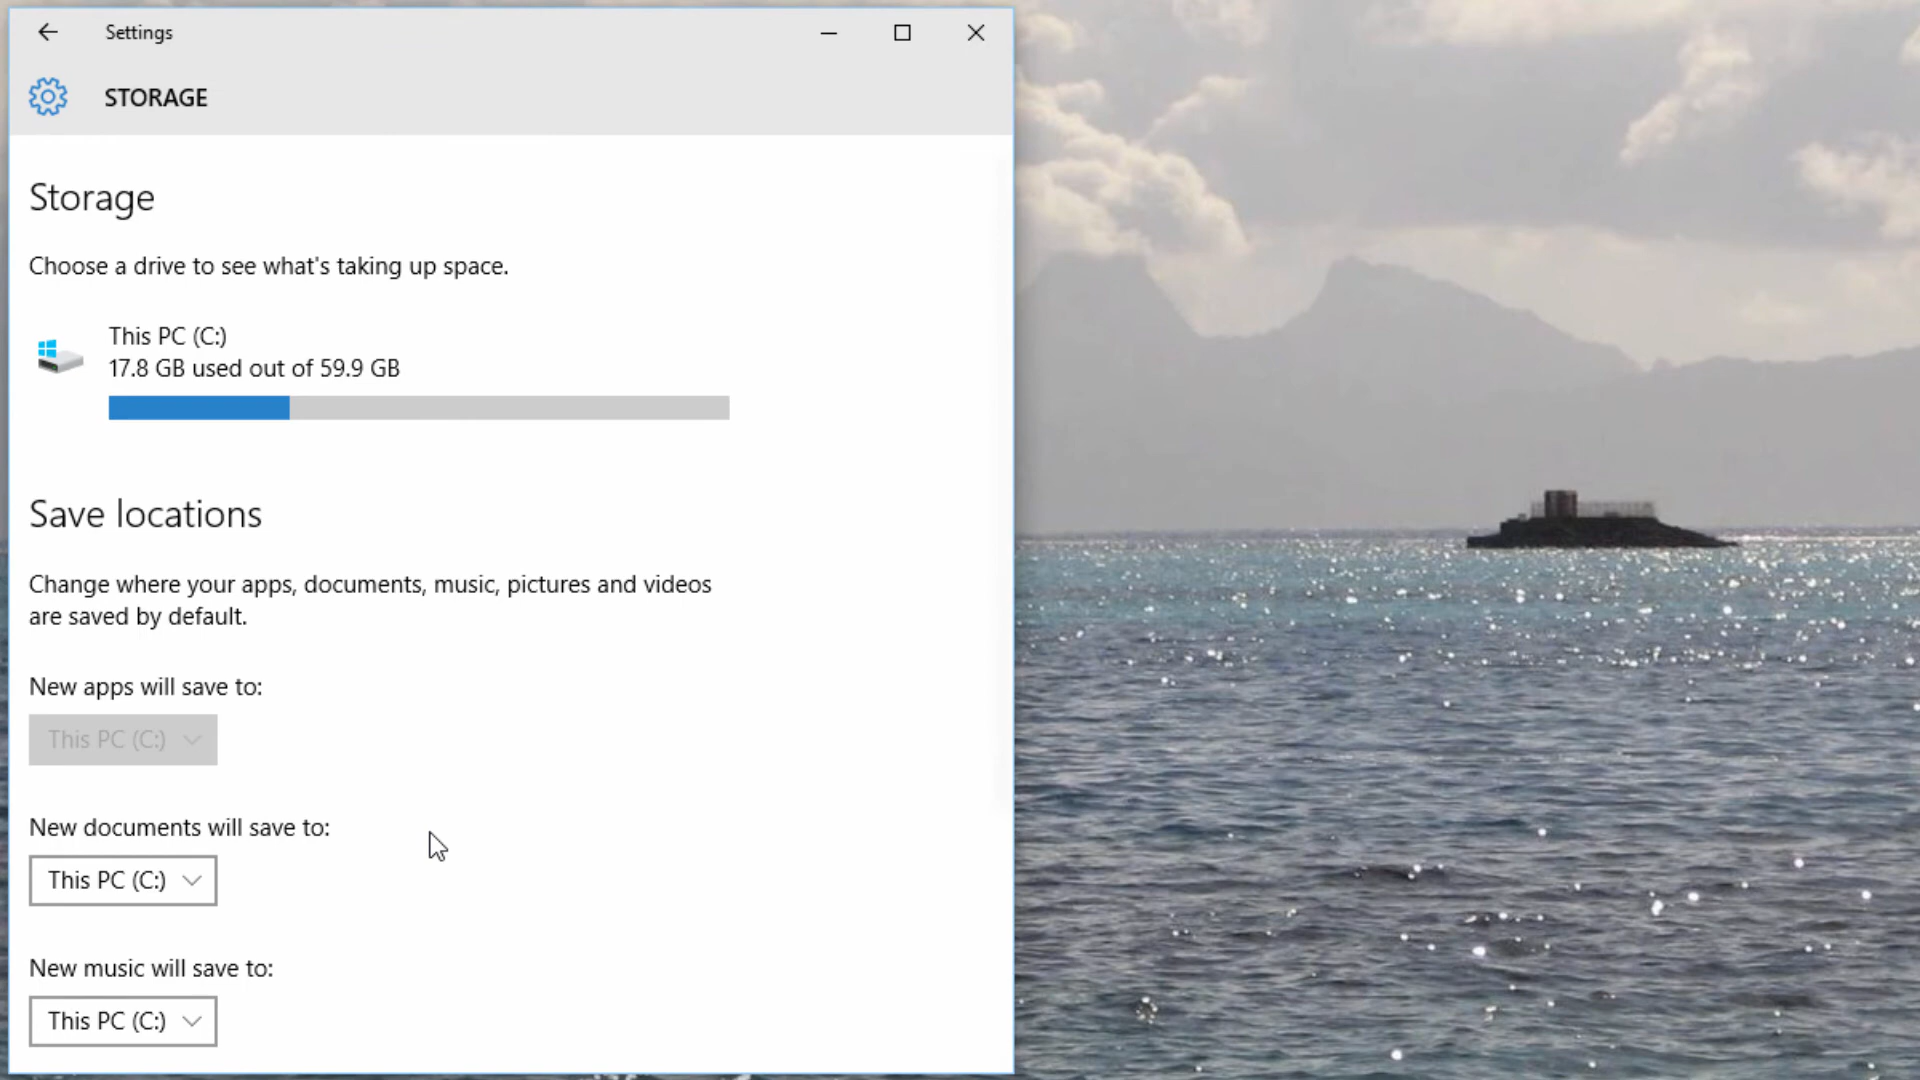 Settings
STORAGE
Storage
Choose a drive to see what's taking up space.
This PC (C:)
17.8 GB used out of 59.9 GB
Save locations
Change where your apps, documents, music, pictures and videos
are saved by default.
New apps will save to:
This PC (C:)
New documents will save to:
This PC (C:)
New music will save to:
This PC (C:)